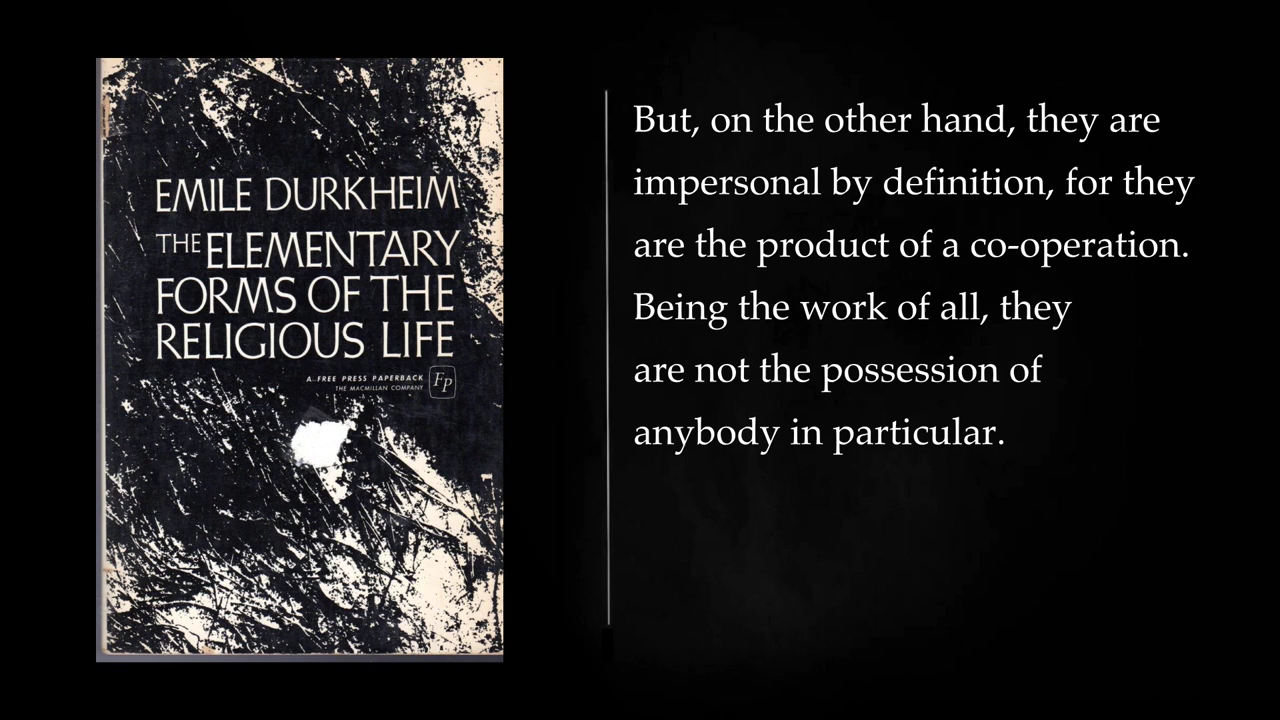 EMILE DURKHEIM
THE ELEMENTARY
FORMS OF THE
RELIGIOUS LIFE
A FREE PRESS PAPERBACK
THE MACMILLAN COMPANY
FP
But, on the other hand, they are
impersonal by definition, for they
are the product of a co-operation.
Being the work of all, they
are not the possession of
anybody in particular.